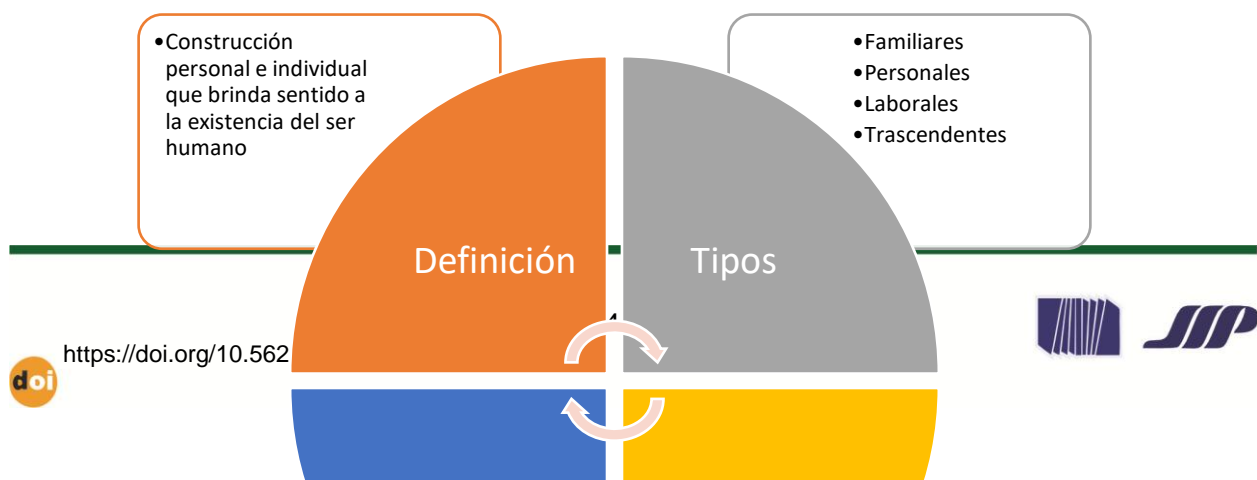 •Construcción
personal e individual
que brinda sentido a
la existencia del ser
humano
•Familiares
•Personales
•Laborales
•Trascendentes
Definición
Tipos
https://doi.org/10.562
doi